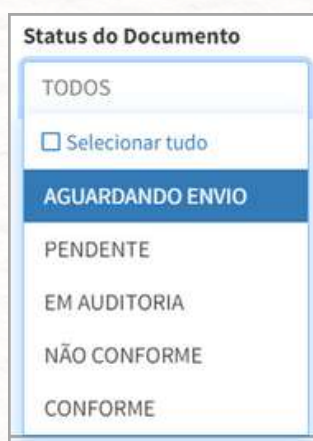 Status do Documento
TODOS
Selecionar tudo
AGUARDANDO ENVIO
PENDENTE
EM AUDITORIA
NÃO CONFORME
CONFORME